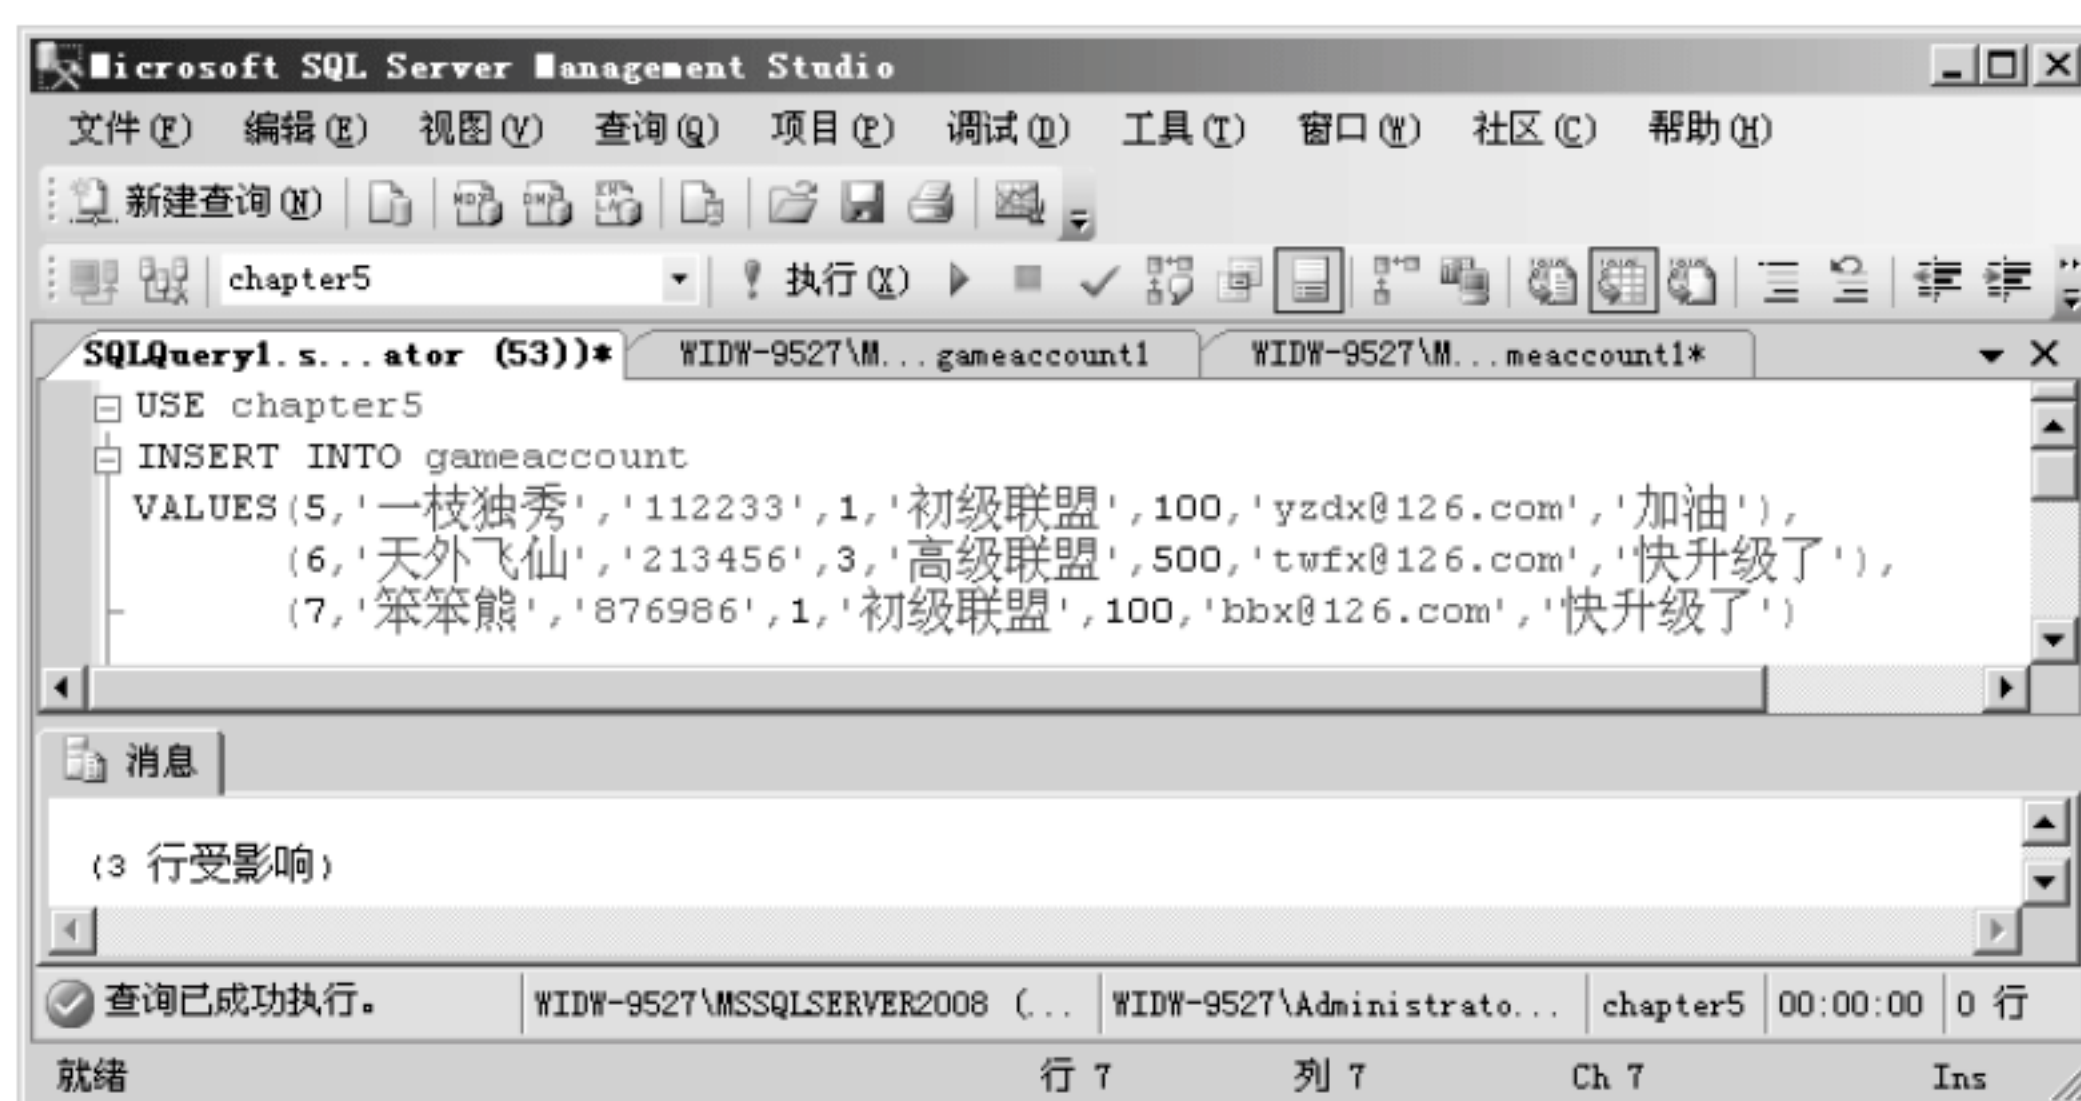 Microsoft SQL Server Management Studio
文件(F) 编辑(E) 视图(V) 查询(Q) 项目(P) 调试(D) 工具(T) 窗口(W) 社区(C) 帮助(H)
新建查询(N)
chapter5 执行(X)
SQLQuery1.s...ator (53))* WIDW-9527\M...gameaccount1 WIDW-9527\M...meaccount1*
USE chapter5
INSERT INTO gameaccount
VALUES(5,'一枝独秀','112233',1,'初级联盟',100,'yzdx@126.com','加油'),
(6,'天外飞仙','213456',3,'高级联盟',500,'twfx@126.com','快升级了'),
(7,'笨笨熊','876986',1,'初级联盟',100,'bbx@126.com','快升级了')
消息
(3 行受影响)
查询已成功执行。 WIDW-9527\MSSQLSERVER2008 (... WIDW-9527\Administrato... chapter5 00:00:00 0 行
就绪 行 7 列 7 Ch 7 Ins